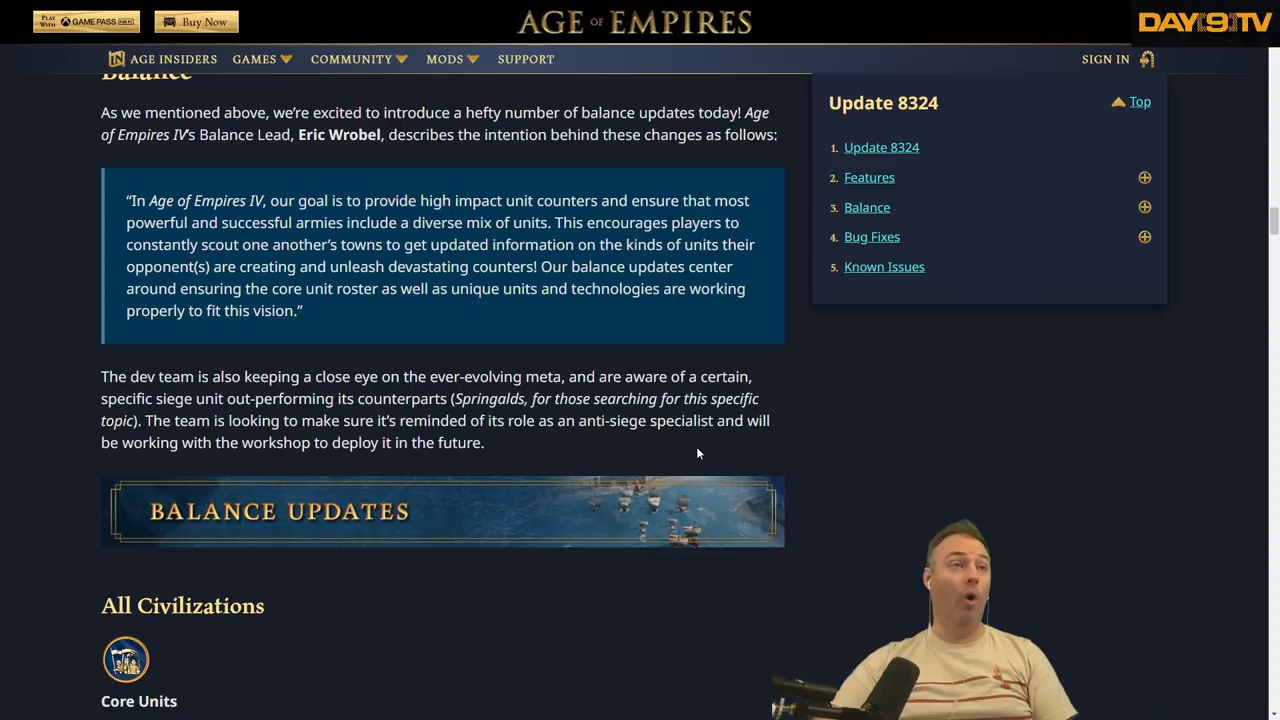 PLAY WITH XBOX GAME PASS FOR PC
Buy Now
AGE OF EMPIRES
DAY9TV
IN AGE INSIDERS
GAMES
COMMUNITY
MODS
SUPPORT
SIGN IN
Balance
As we mentioned above, we’re excited to introduce a hefty number of balance updates today! Age
of Empires IV’s Balance Lead, Eric Wrobel, describes the intention behind these changes as follows:
“In Age of Empires IV, our goal is to provide high impact unit counters and ensure that most
powerful and successful armies include a diverse mix of units. This encourages players to
constantly scout one another’s towns to get updated information on the kinds of units their
opponent(s) are creating and unleash devastating counters! Our balance updates center
around ensuring the core unit roster as well as unique units and technologies are working
properly to fit this vision.”
The dev team is also keeping a close eye on the ever-evolving meta, and are aware of a certain,
specific siege unit out-performing its counterparts (Springalds, for those searching for this specific
topic). The team is looking to make sure it’s reminded of its role as an anti-siege specialist and will
be working with the workshop to deploy it in the future.
BALANCE UPDATES
All Civilizations
Core Units
Update 8324
Top
1. Update 8324
2. Features
3. Balance
4. Bug Fixes
5. Known Issues